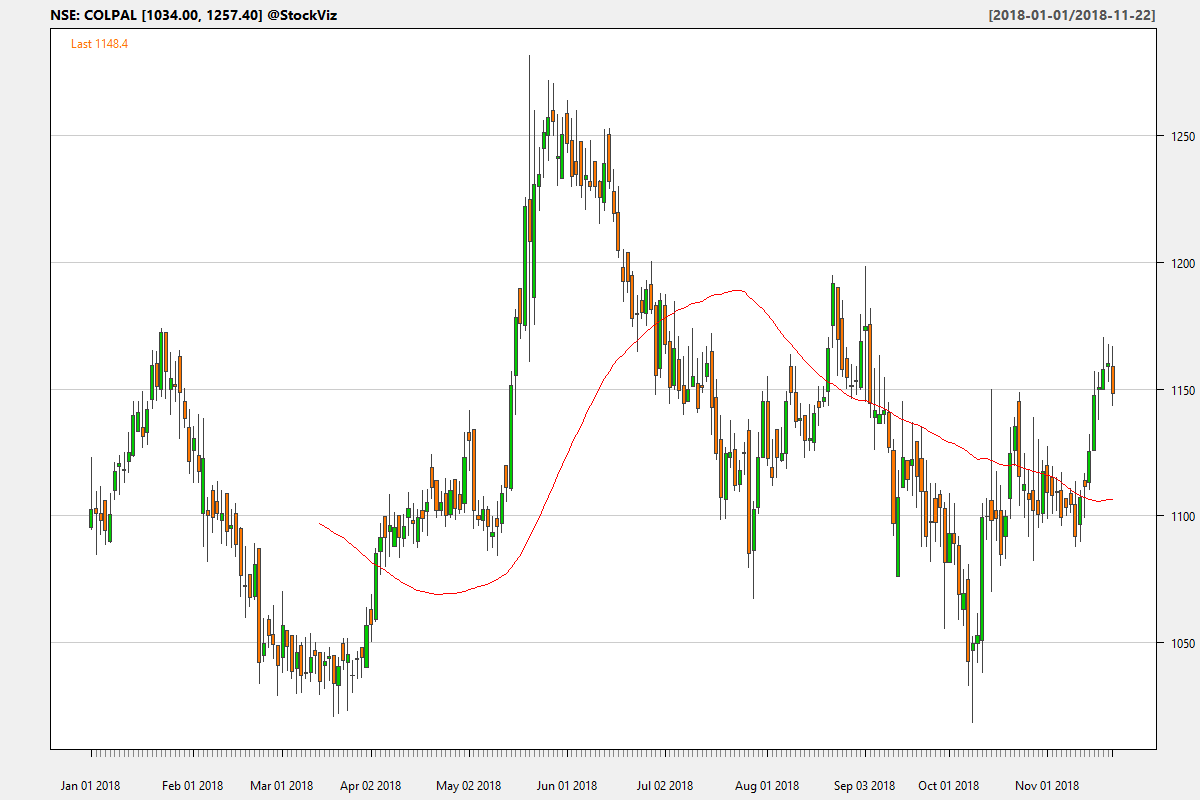 NSE: COLPAL [1034.00, 1257.40] @StockViz
[2018-01-01/2018-11-22]
Last 1148.4
1250
1200
1150
1100
1050
Jan 01 2018
Feb 01 2018
Mar 01 2018
Apr 02 2018
May 02 2018
Jun 01 2018
Jul 02 2018
Aug 01 2018
Sep 03 2018
Oct 01 2018
Nov 01 2018